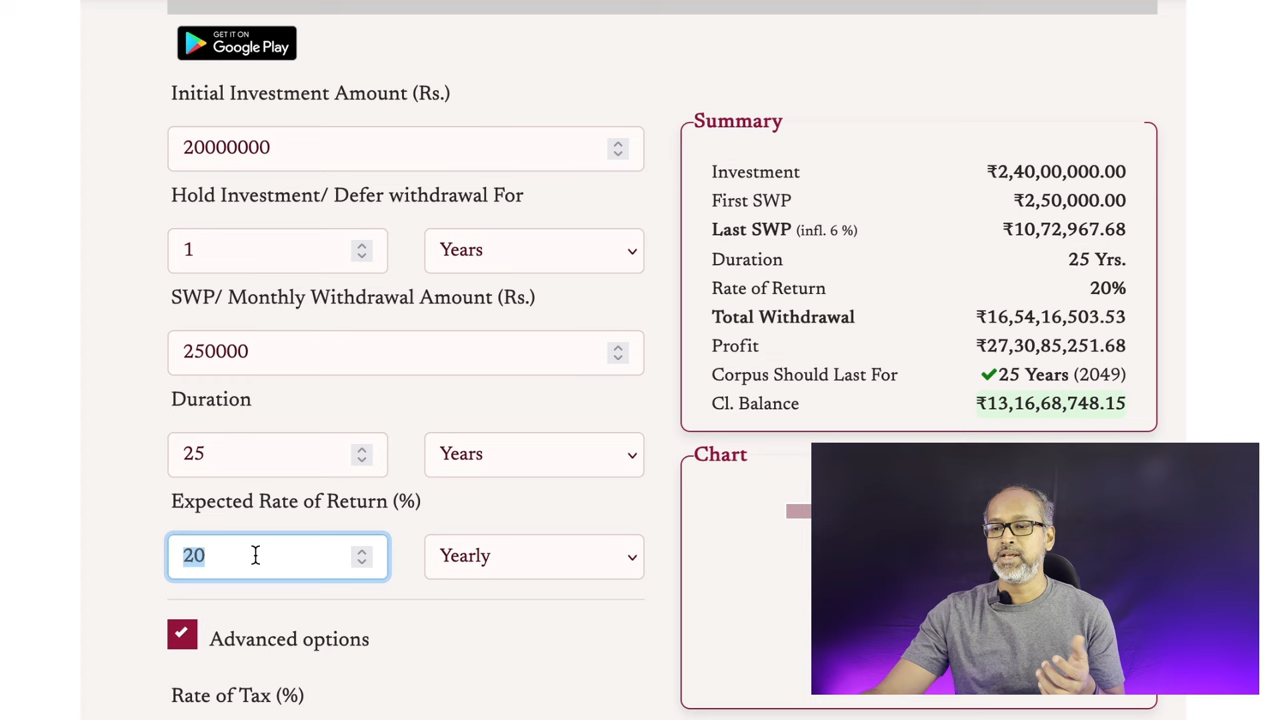 GET IT ON
Google Play
Initial Investment Amount (Rs.)
20000000
Hold Investment/ Defer withdrawal For
1
Years
SWP/ Monthly Withdrawal Amount (Rs.)
250000
Duration
25
Years
Expected Rate of Return (%)
20
Yearly
Advanced options
Rate of Tax (%)
Summary
Investment ₹2,40,00,000.00
First SWP ₹2,50,000.00
Last SWP (infl. 6 %) ₹10,72,967.68
Duration 25 Yrs.
Rate of Return 20%
Total Withdrawal ₹16,54,16,503.53
Profit ₹27,30,85,251.68
Corpus Should Last For ✔25 Years (2049)
Cl. Balance ₹13,16,68,748.15
Chart